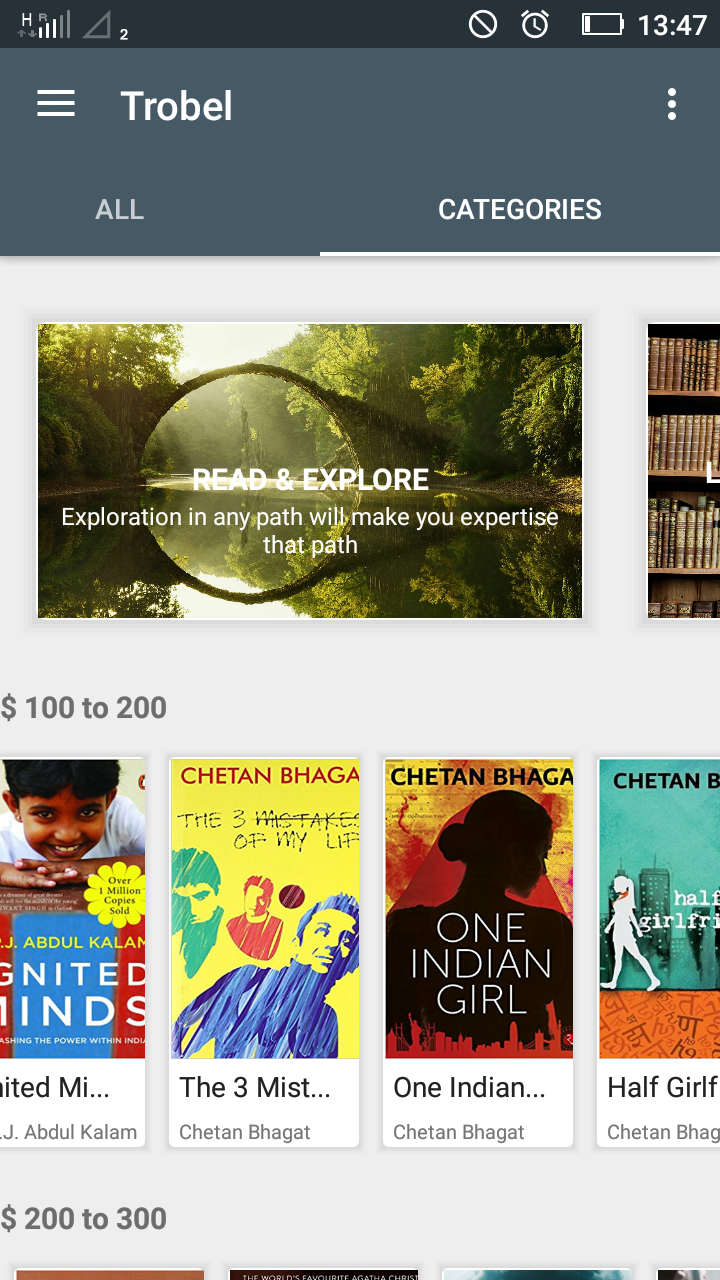 H R
2
13:47
Trobel
ALL
CATEGORIES
READ & EXPLORE
Exploration in any path will make you expertise
that path
L
$ 100 to 200
Over
1 Million
Copies
Sold
P.J. ABDUL KALAM
GNITED
MINDS
ASHING THE POWER WITHIN INDIA
nited Mi...
.J. Abdul Kalam
CHETAN BHAGA
THE 3 MISTAKES
OF MY LIF
The 3 Mist...
Chetan Bhagat
CHETAN BHAGA
ONE
INDIAN
GIRL
One Indian...
Chetan Bhagat
CHETAN B
half
girlfri
Half Girlf
Chetan Bhag
$ 200 to 300
THE WORLD'S FAVOURITE AGATHA CHRIST